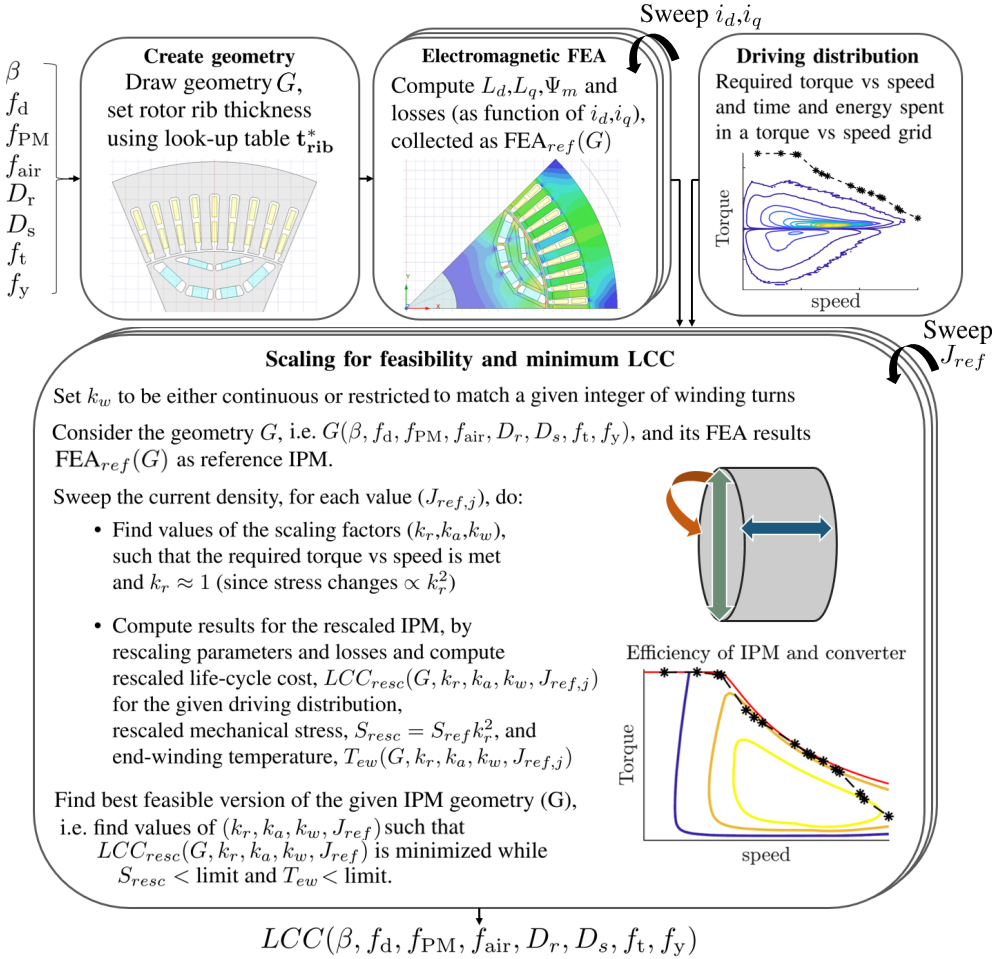 Sweep i_d,i_q
β
f_d
f_PM
f_air
D_r
D_s
f_t
f_y
Create geometry
Draw geometry G,
set rotor rib thickness
using look-up table t*_rib
Electromagnetic FEA
Compute L_d,L_q,Ψ_m and
losses (as function of i_d,i_q),
collected as FEA_ref(G)
Y
Z
X
Driving distribution
Required torque vs speed
and time and energy spent
in a torque vs speed grid
Torque
speed
Sweep
J_ref
Scaling for feasibility and minimum LCC
Set k_w to be either continuous or restricted to match a given integer of winding turns
Consider the geometry G, i.e. G(β, f_d, f_PM, f_air, D_r, D_s, f_t, f_y), and its FEA results
FEA_ref(G) as reference IPM.
Sweep the current density, for each value (J_ref,j), do:
• Find values of the scaling factors (k_r,k_a,k_w),
such that the required torque vs speed is met
and k_r ≈ 1 (since stress changes ∝ k_r^2)
• Compute results for the rescaled IPM, by
rescaling parameters and losses and compute
rescaled life-cycle cost, LCC_resc(G, k_r, k_a, k_w, J_ref,j)
for the given driving distribution,
rescaled mechanical stress, S_resc = S_ref k_r^2, and
end-winding temperature, T_ew(G, k_r, k_a, k_w, J_ref,j)
Find best feasible version of the given IPM geometry (G),
i.e. find values of (k_r, k_a, k_w, J_ref) such that
LCC_resc(G, k_r, k_a, k_w, J_ref) is minimized while
S_resc < limit and T_ew < limit.
Efficiency of IPM and converter
Torque
speed
LCC(β, f_d, f_PM, f_air, D_r, D_s, f_t, f_y)